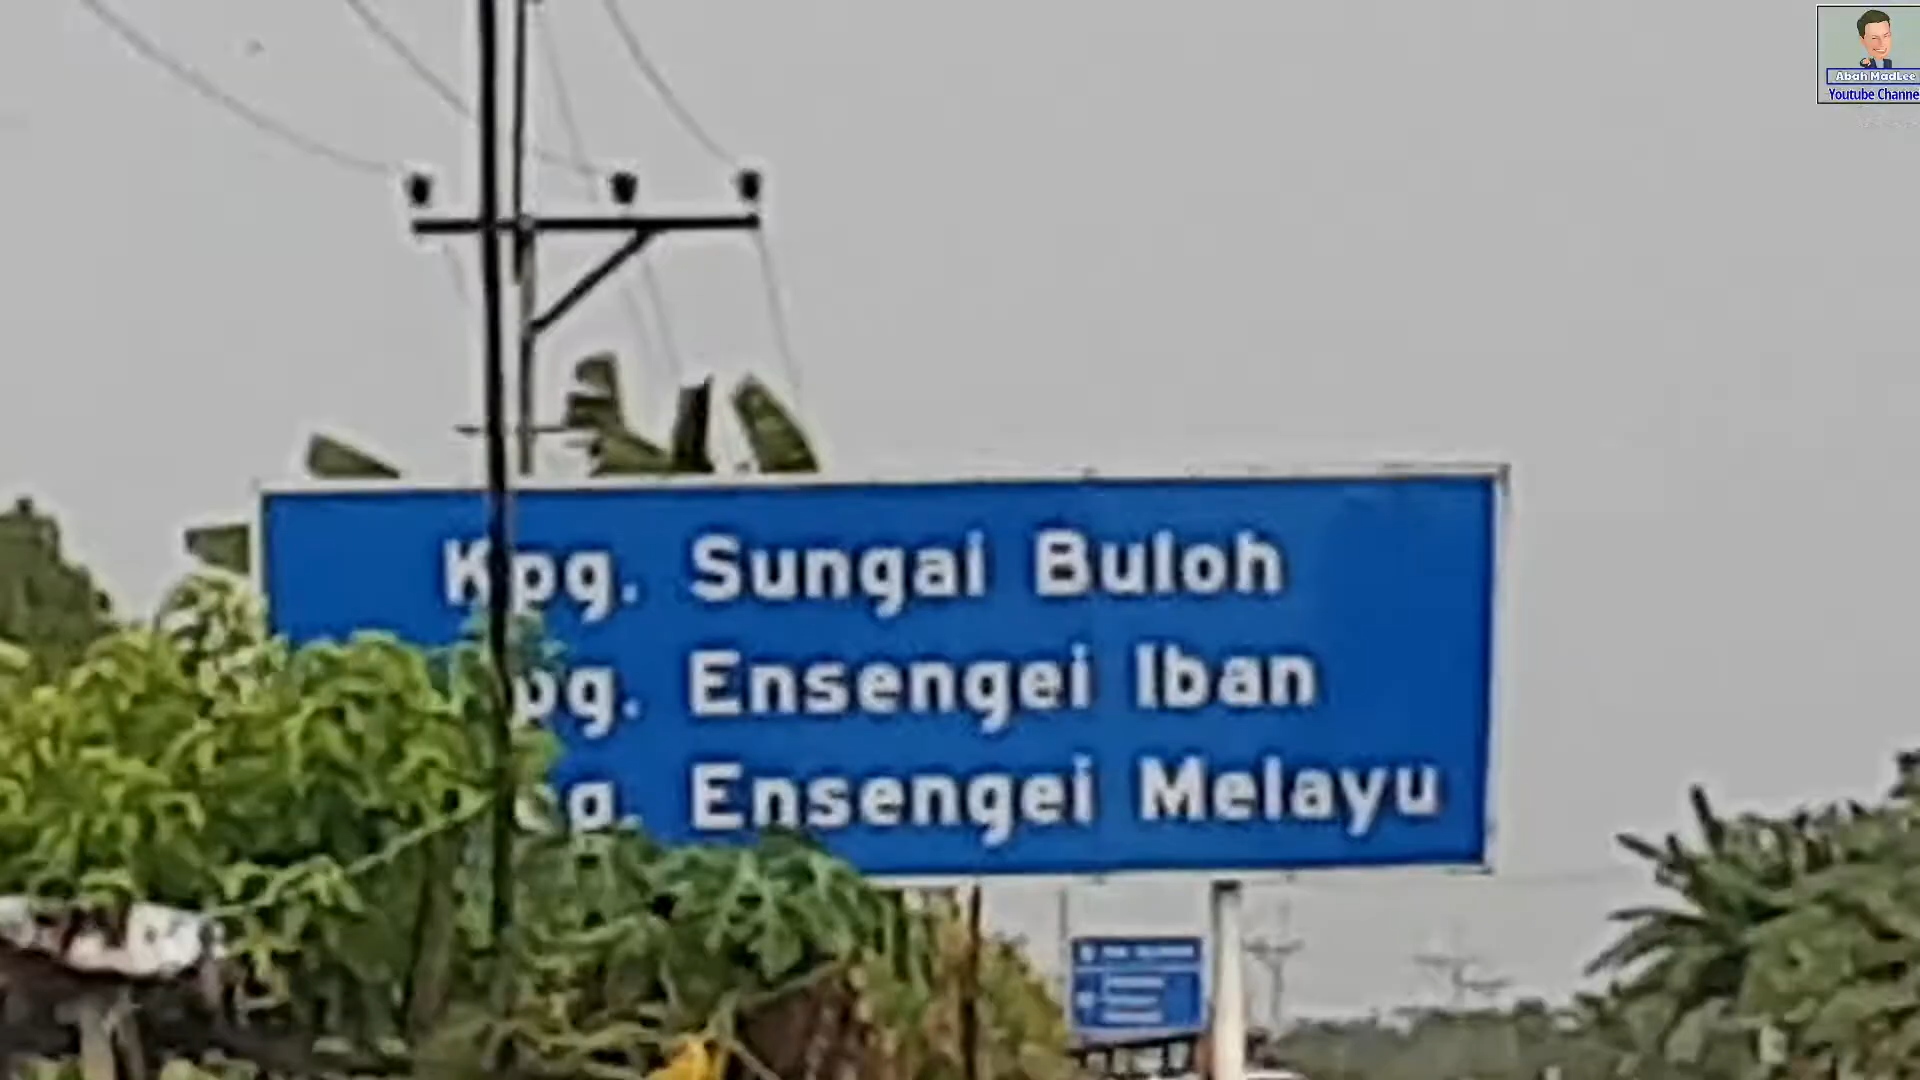 Abah MadLee
Youtube Channe
Kpg. Sungai Buloh
pg. Ensengei Iban
g. Ensengei Melayu